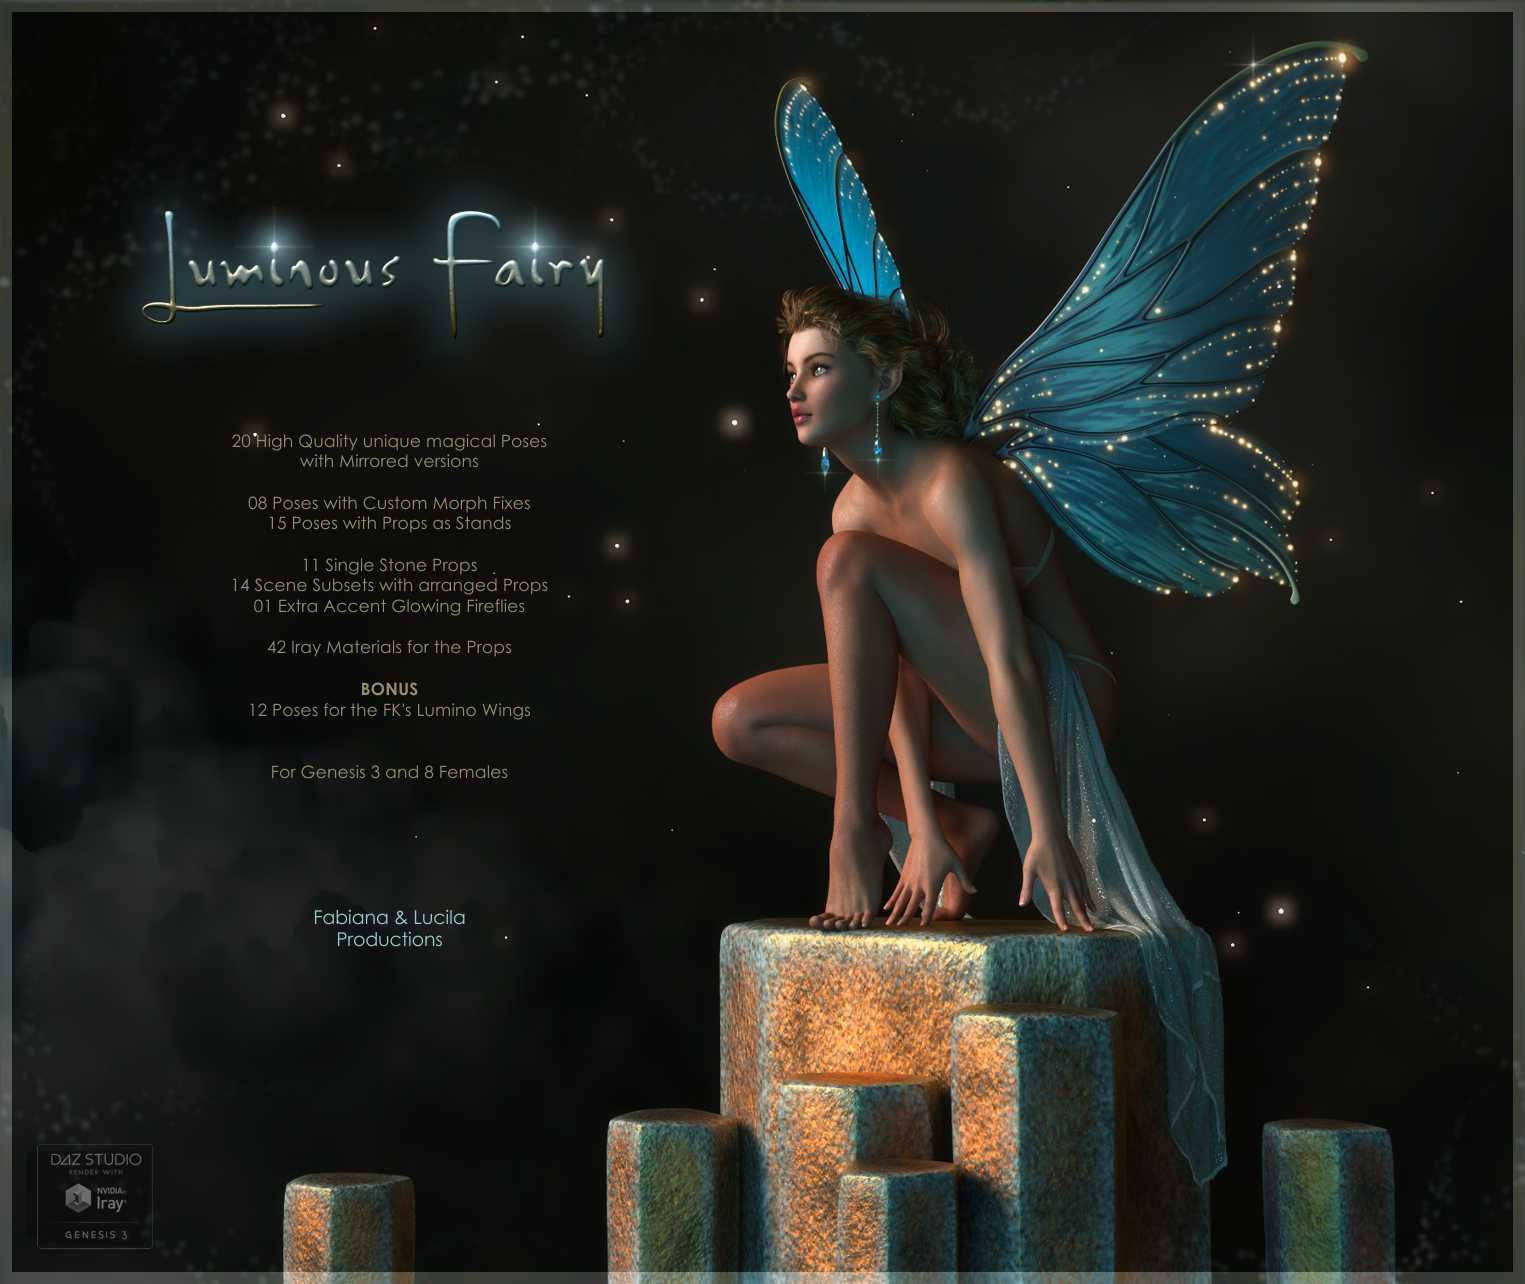 Luminous Fairy
20 High Quality unique magical Poses
with Mirrored versions
08 Poses with Custom Morph Fixes
15 Poses with Props as Stands
11 Single Stone Props
14 Scene Subsets with arranged Props
01 Extra Accent Glowing Fireflies
42 Iray Materials for the Props
BONUS
12 Poses for the FK's Lumino Wings
For Genesis 3 and 8 Females
Fabiana & Lucila
Productions
DAZ STUDIO
RENDER WITH
NVIDIA
Iray
GENESIS 3